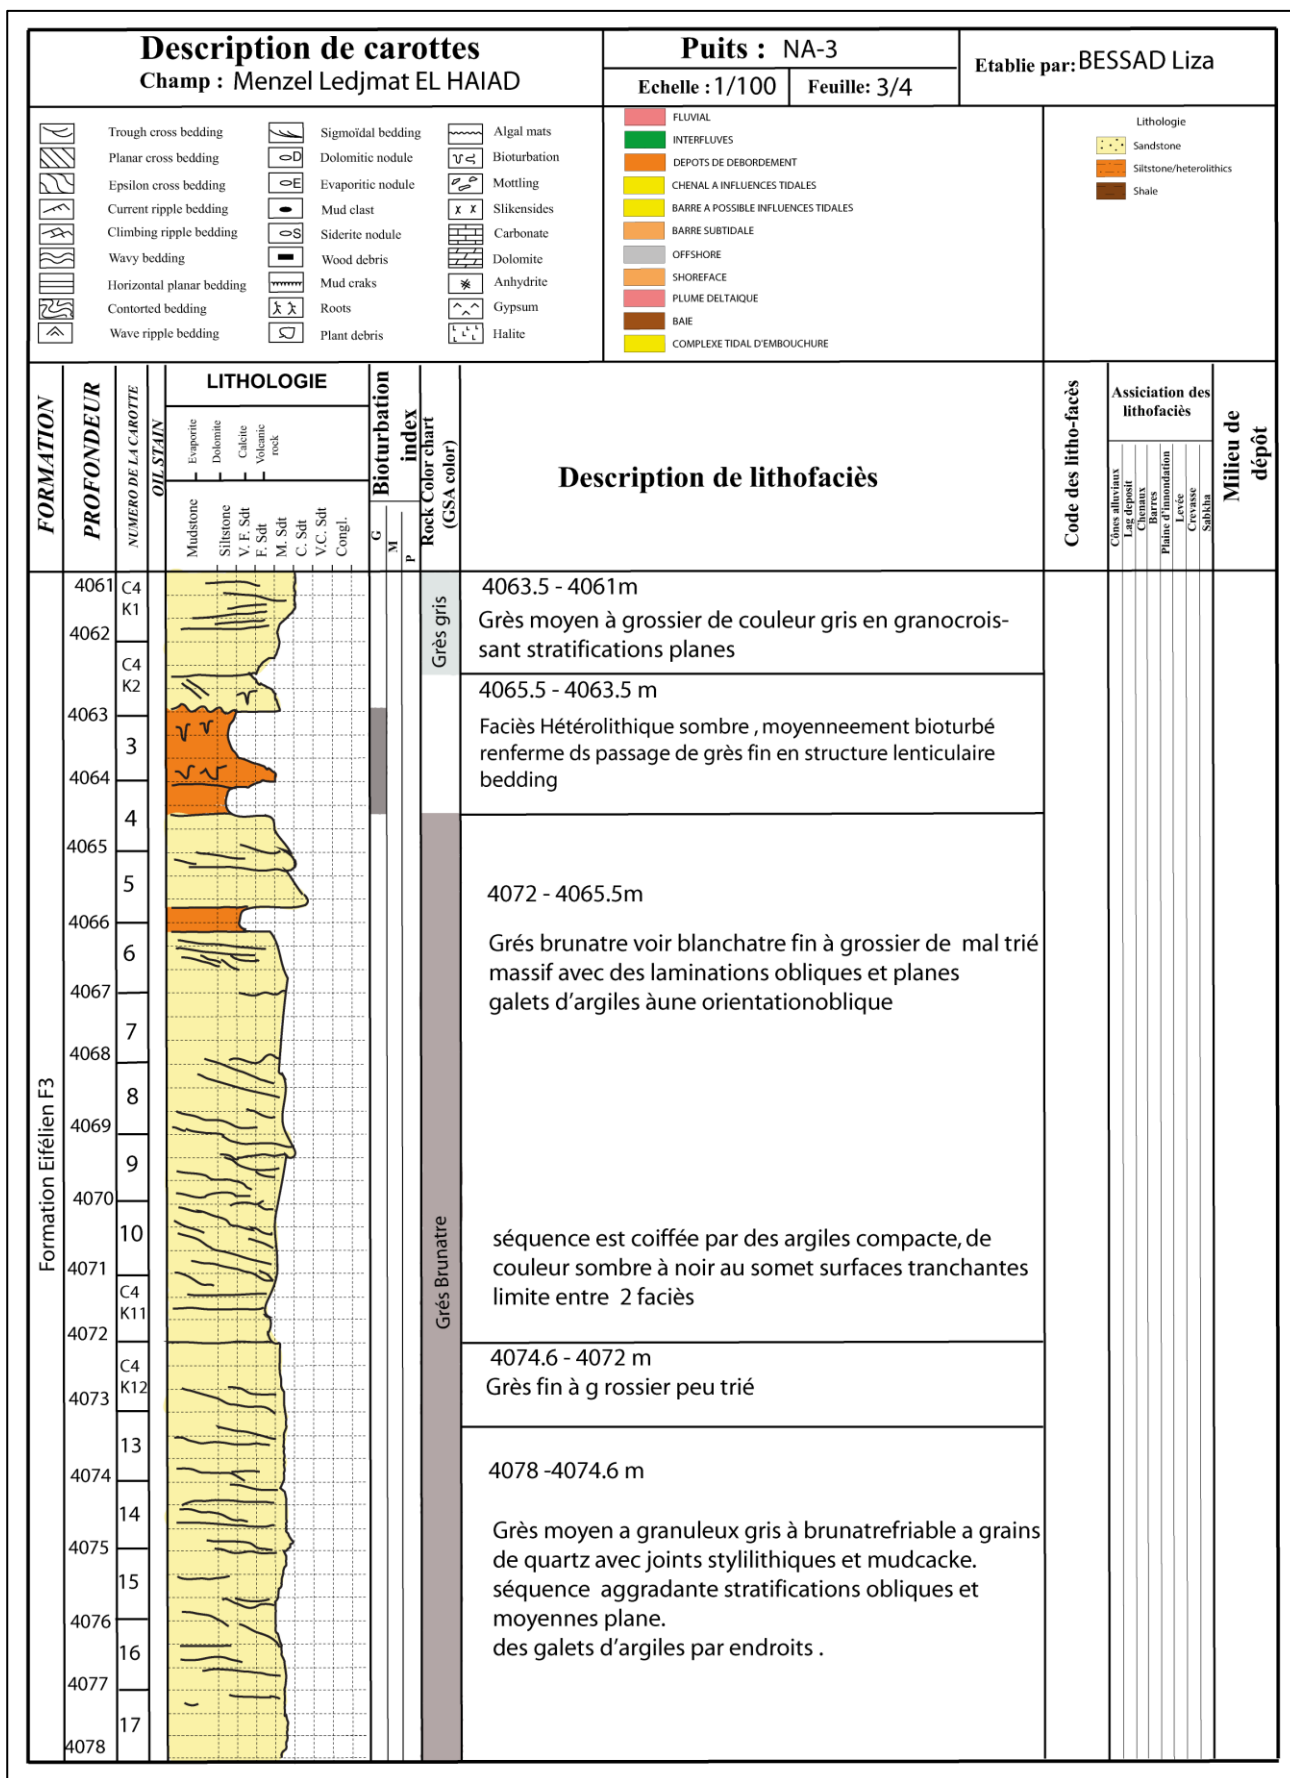 Description de carottes
Champ : Menzel Ledjmat EL HAIAD
Puits : NA-3
Echelle : 1/100
Feuille: 3/4
Etablie par: BESSAD Liza
Trough cross bedding
Planar cross bedding
Epsilon cross bedding
Current ripple bedding
Climbing ripple bedding
Wavy bedding
Horizontal planar bedding
Contorted bedding
Wave ripple bedding
Sigmoïdal bedding
D Dolomitic nodule
E Evaporitic nodule
Mud clast
S Siderite nodule
Wood debris
Mud craks
Roots
Plant debris
Algal mats
Bioturbation
Mottling
x x Slikensides
Carbonate
Dolomite
Anhydrite
Gypsum
Halite
FLUVIAL
INTERFLUVES
DEPOTS DE DEBORDEMENT
CHENAL A INFLUENCES TIDALES
BARRE A POSSIBLE INFLUENCES TIDALES
BARRE SUBTIDALE
OFFSHORE
SHOREFACE
PLUME DELTAIQUE
BAIE
COMPLEXE TIDAL D'EMBOUCHURE
Lithologie
Sandstone
Siltstone/heterolithics
Shale
FORMATION
PROFONDEUR
NUMERO DE LA CAROTTE
OIL STAIN
LITHOLOGIE
Evaporite
Dolomite
Calcite
Volcanic rock
Mudstone
Siltstone
V. F. Sdt
F. Sdt
M. Sdt
C. Sdt
V.C. Sdt
Congl.
Bioturbation index
G
M
P
Rock Color chart
(GSA color)
Description de lithofaciès
Code des litho-facès
Assiciation des
lithofaciès
Cônes alluviaux
Lag deposit
Chenaux
Barres
Plaine d'innondation
Levée
Crevasse
Sabkha
Milieu de
dépôt
Formation Eifélien F3
4061
4062
4063
4064
4065
4066
4067
4068
4069
4070
4071
4072
4073
4074
4075
4076
4077
4078
C4
K1
C4
K2
3
4
5
6
7
8
9
10
C4
K11
C4
K12
13
14
15
16
17
Grès gris
Grés Brunatre
4063.5 - 4061m
Grès moyen à grossier de couleur gris en granocrois-
sant stratifications planes
4065.5 - 4063.5 m
Faciès Hétérolithique sombre , moyenneement bioturbé
renferme ds passage de grès fin en structure lenticulaire
bedding
4072 - 4065.5m
Grés brunatre voir blanchatre fin à grossier de mal trié
massif avec des laminations obliques et planes
galets d'argiles àune orientationoblique
séquence est coiffée par des argiles compacte, de
couleur sombre à noir au somet surfaces tranchantes
limite entre 2 faciès
4074.6 - 4072 m
Grès fin à g rossier peu trié
4078 -4074.6 m
Grès moyen a granuleux gris à brunatrefriable a grains
de quartz avec joints stylilithiques et mudcacke.
séquence aggradante stratifications obliques et
moyennes plane.
des galets d'argiles par endroits .